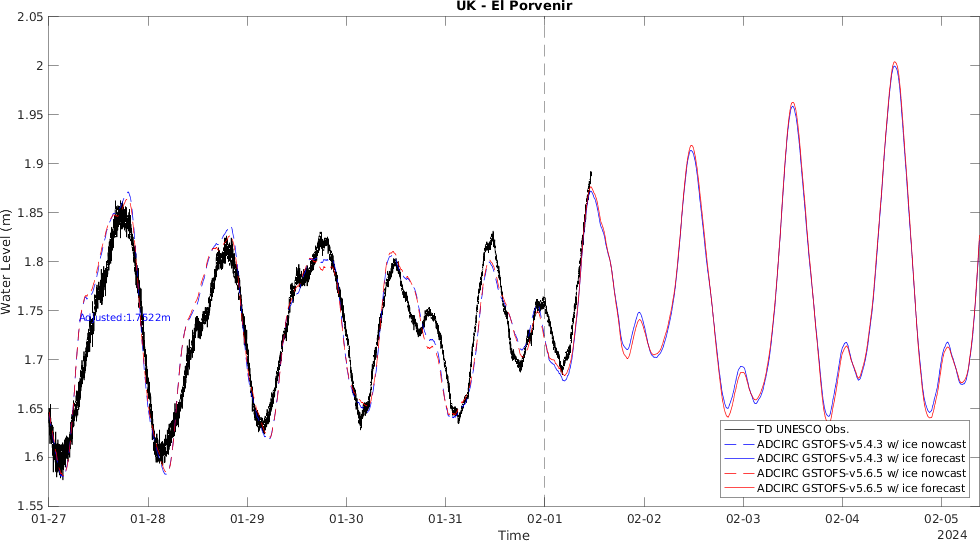 UK - El Porvenir
2.05
2
1.95
1.9
1.85
1.8
1.75
1.7
1.65
1.6
1.55
Water Level (m)
Adjusted:1.7622m
TD UNESCO Obs.
ADCIRC GSTOFS-v5.4.3 w/ ice nowcast
ADCIRC GSTOFS-v5.4.3 w/ ice forecast
ADCIRC GSTOFS-v5.6.5 w/ ice nowcast
ADCIRC GSTOFS-v5.6.5 w/ ice forecast
01-27 01-28 01-29 01-30 01-31 02-01 02-02 02-03 02-04 02-05
Time
2024